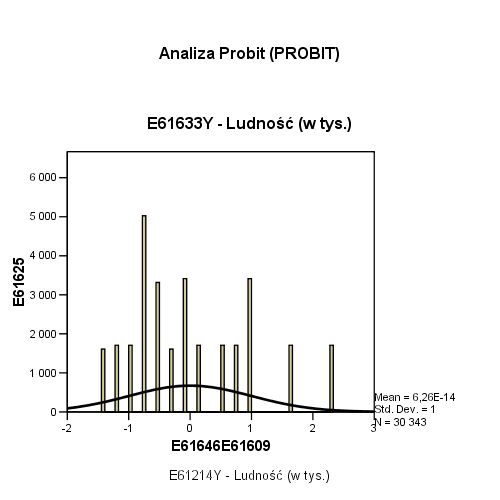 Analiza Probit (PROBIT)
E61633Y - Ludność (w tys.)
6 000
5 000
4 000
3 000
2 000
1 000
0
E61625
-2 -1 0 1 2 3
Mean = 6,26E-14
Std. Dev. = 1
N = 30 343
E61646E61609
E61214Y - Ludność (w tys.)